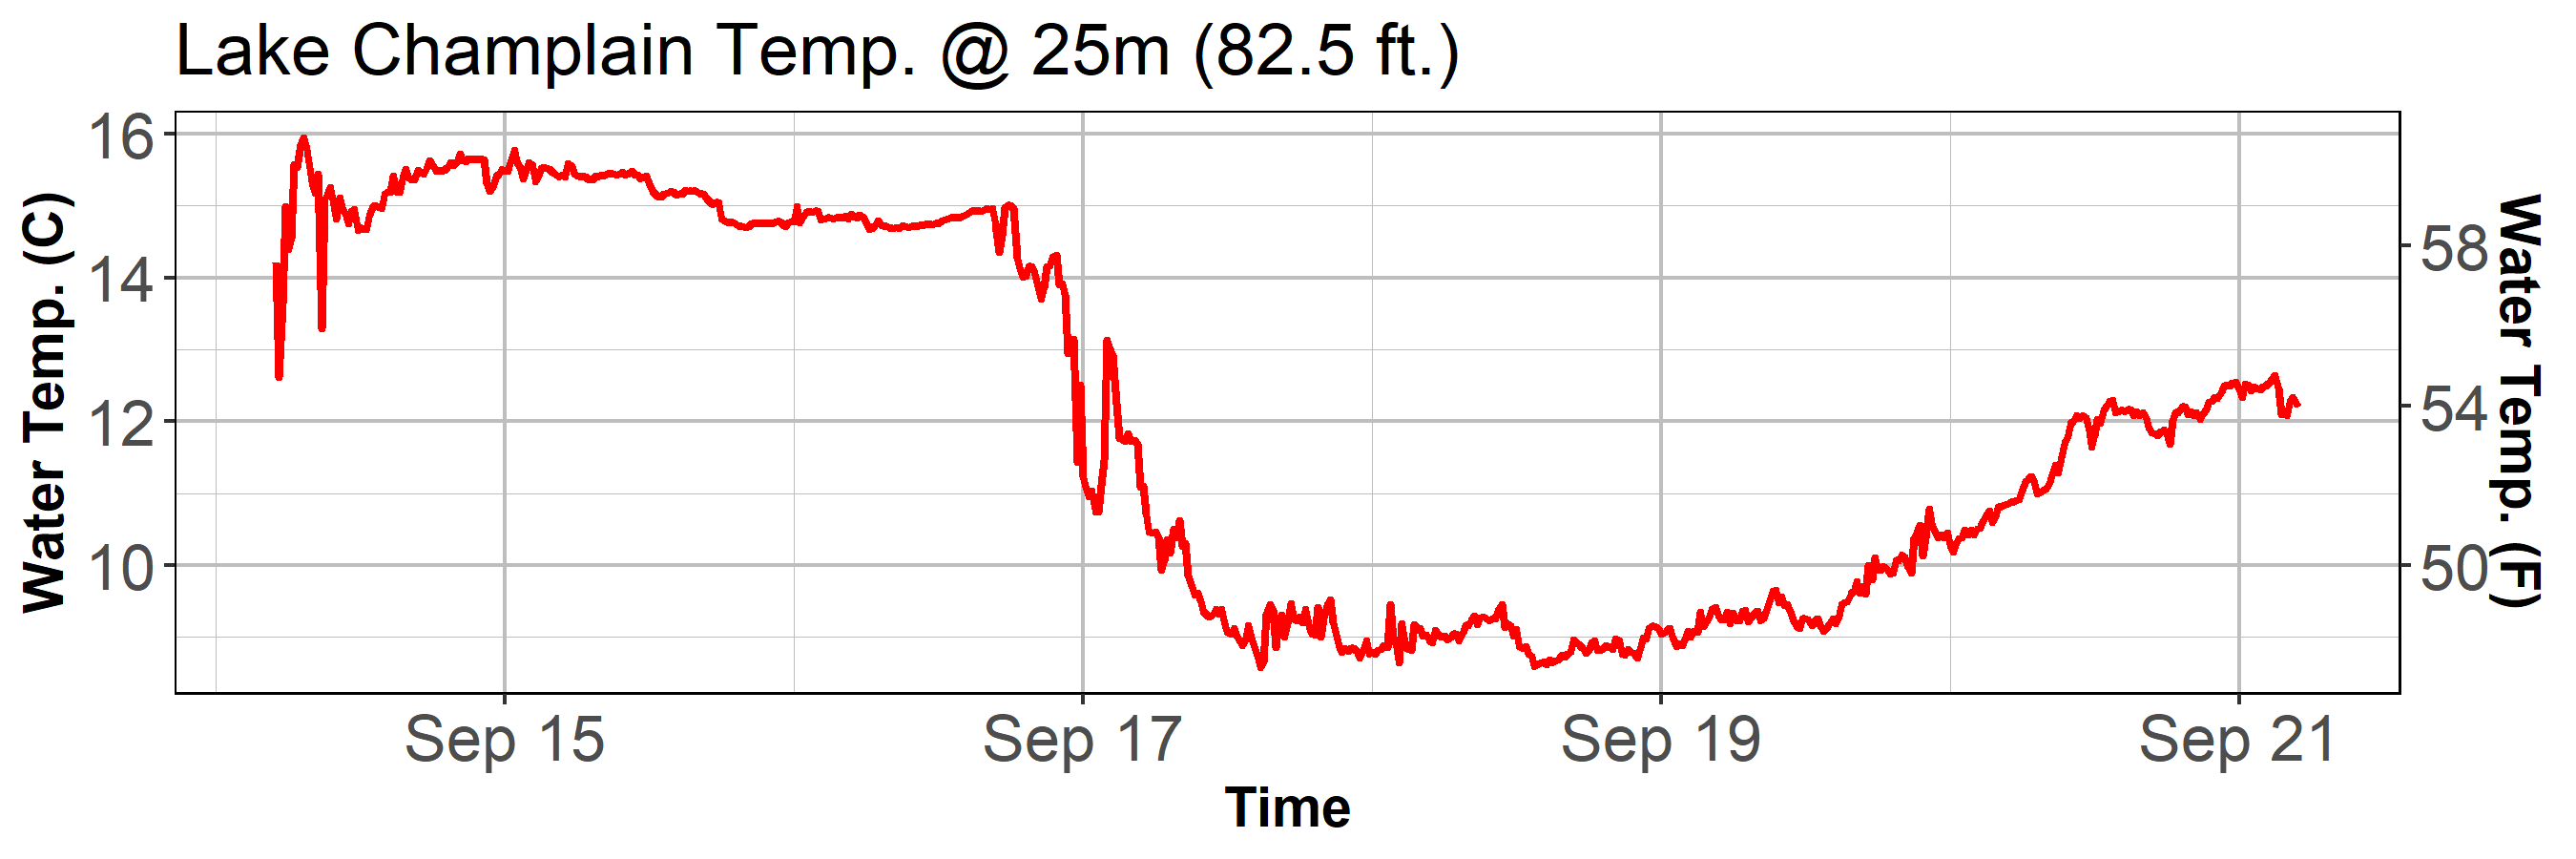 Lake Champlain Temp. @ 25m (82.5 ft.)
Water Temp. (C)
16
14
12
10
58
54
50
Water Temp. (F)
Sep 15
Sep 17
Sep 19
Sep 21
Time